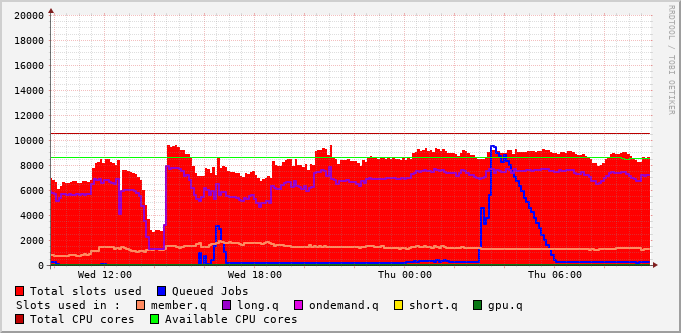 20000
18000
16000
14000
12000
10000
8000
6000
4000
2000
0
Wed 12:00 Wed 18:00 Thu 00:00 Thu 06:00
RRDTOOL / TOBI OETIKER
Total slots used Queued Jobs
Slots used in : member.q long.q ondemand.q short.q gpu.q
Total CPU cores Available CPU cores